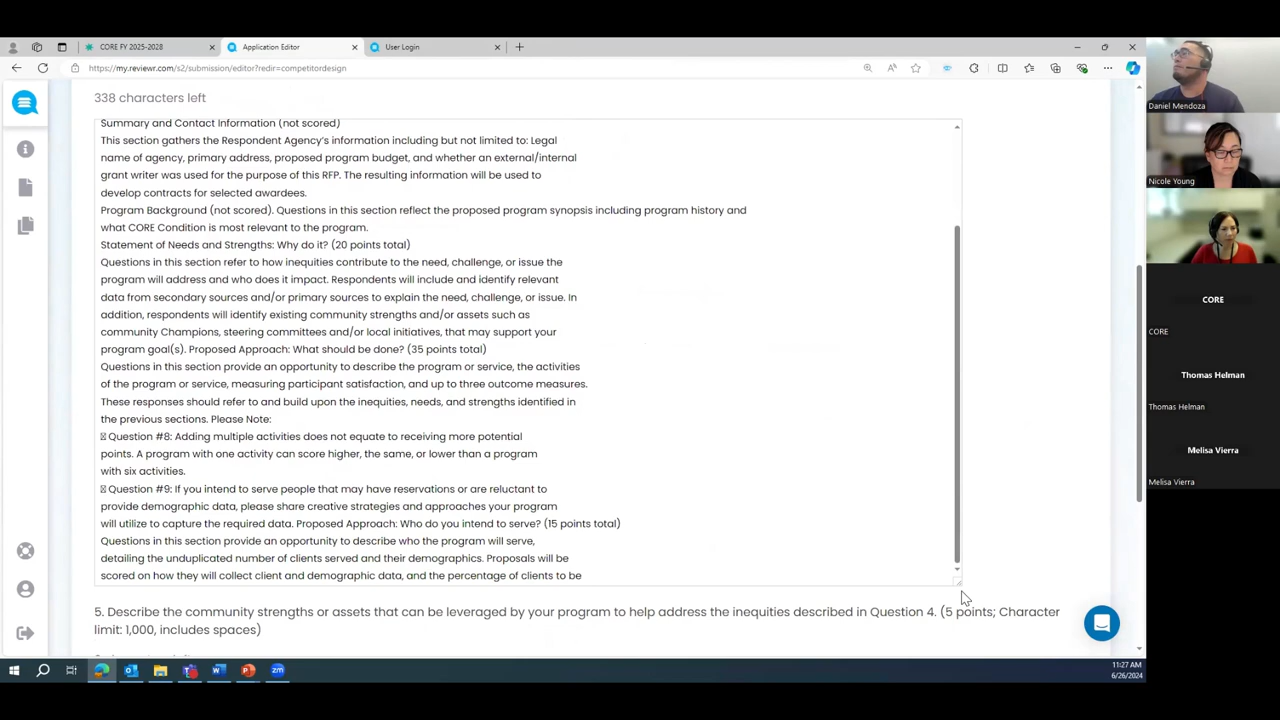 CORE FY 2025-2028
Application Editor
User Login
https://my.reviewr.com/s2/submission/editor?redir=competitordesign
338 characters left
Summary and Contact Information (not scored)
This section gathers the Respondent Agency's information including but not limited to: Legal
name of agency, primary address, proposed program budget, and whether an external/internal
grant writer was used for the purpose of this RFP. The resulting information will be used to
develop contracts for selected awardees.
Program Background (not scored). Questions in this section reflect the proposed program synopsis including program history and
what CORE Condition is most relevant to the program.
Statement of Needs and Strengths: Why do it? (20 points total)
Questions in this section refer to how inequities contribute to the need, challenge, or issue the
program will address and who does it impact. Respondents will include and identify relevant
data from secondary sources and/or primary sources to explain the need, challenge, or issue. In
addition, respondents will identify existing community strengths and/or assets such as
community Champions, steering committees and/or local initiatives, that may support your
program goal(s). Proposed Approach: What should be done? (35 points total)
Questions in this section provide an opportunity to describe the program or service, the activities
of the program or service, measuring participant satisfaction, and up to three outcome measures.
These responses should refer to and build upon the inequities, needs, and strengths identified in
the previous sections. Please Note:
Question #8: Adding multiple activities does not equate to receiving more potential
points. A program with one activity can score higher, the same, or lower than a program
with six activities.
Question #9: If you intend to serve people that may have reservations or are reluctant to
provide demographic data, please share creative strategies and approaches your program
will utilize to capture the required data. Proposed Approach: Who do you intend to serve? (15 points total)
Questions in this section provide an opportunity to describe who the program will serve,
detailing the unduplicated number of clients served and their demographics. Proposals will be
scored on how they will collect client and demographic data, and the percentage of clients to be
5. Describe the community strengths or assets that can be leveraged by your program to help address the inequities described in Question 4. (5 points; Character
limit: 1,000, includes spaces)
11:27 AM
6/26/2024
Daniel Mendoza
Nicole Young
CORE
CORE
Thomas Helman
Thomas Helman
Melisa Vierra
Melissa Vierra